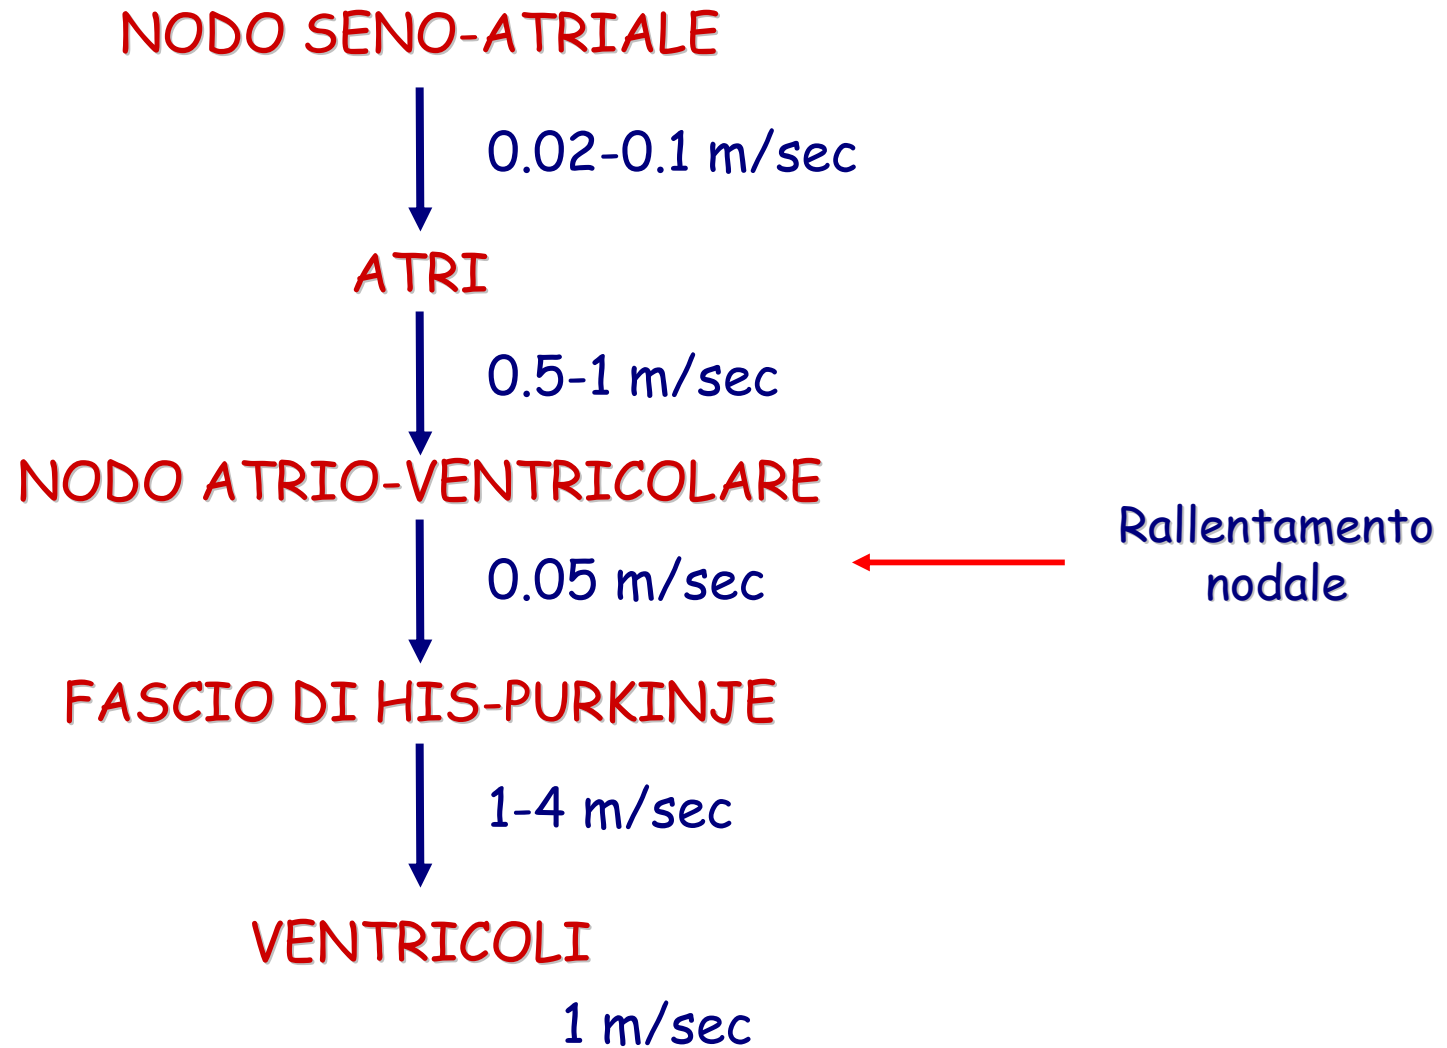 NODO SENO-ATRIALE
0.02-0.1 m/sec
ATRI
0.5-1 m/sec
NODO ATRIO-VENTRICOLARE
0.05 m/sec
Rallentamento
nodale
FASCIO DI HIS-PURKINJE
1-4 m/sec
VENTRICOLI
1 m/sec